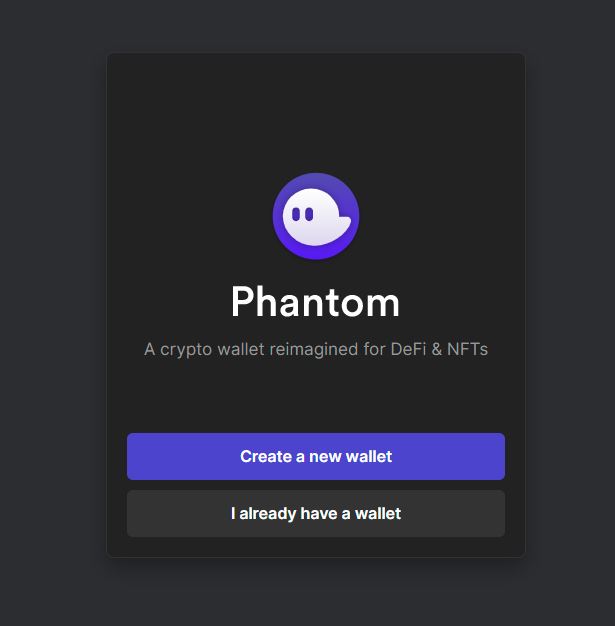 Phantom
A crypto wallet reimagined for DeFi & NFTs
Create a new wallet
I already have a wallet